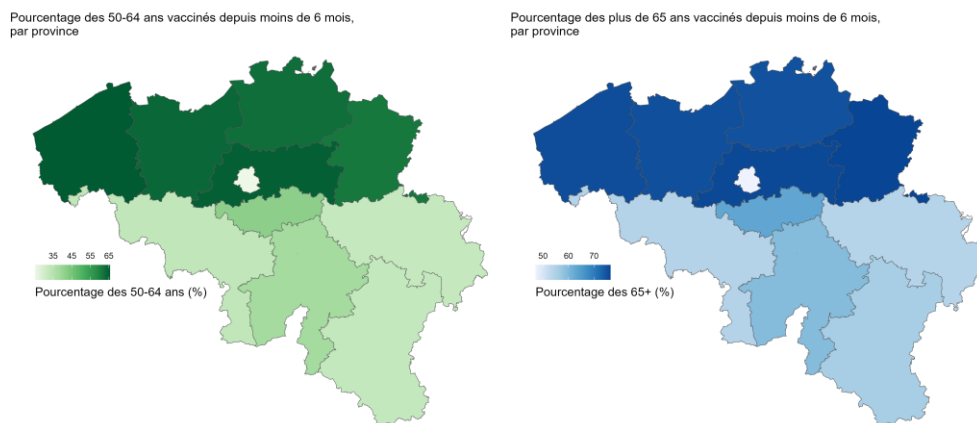 Pourcentage des 50-64 ans vaccinés depuis moins de 6 mois,
par province
35 45 55 65
Pourcentage des 50-64 ans (%)
Pourcentage des plus de 65 ans vaccinés depuis moins de 6 mois,
par province
50 60 70
Pourcentage des 65+ (%)